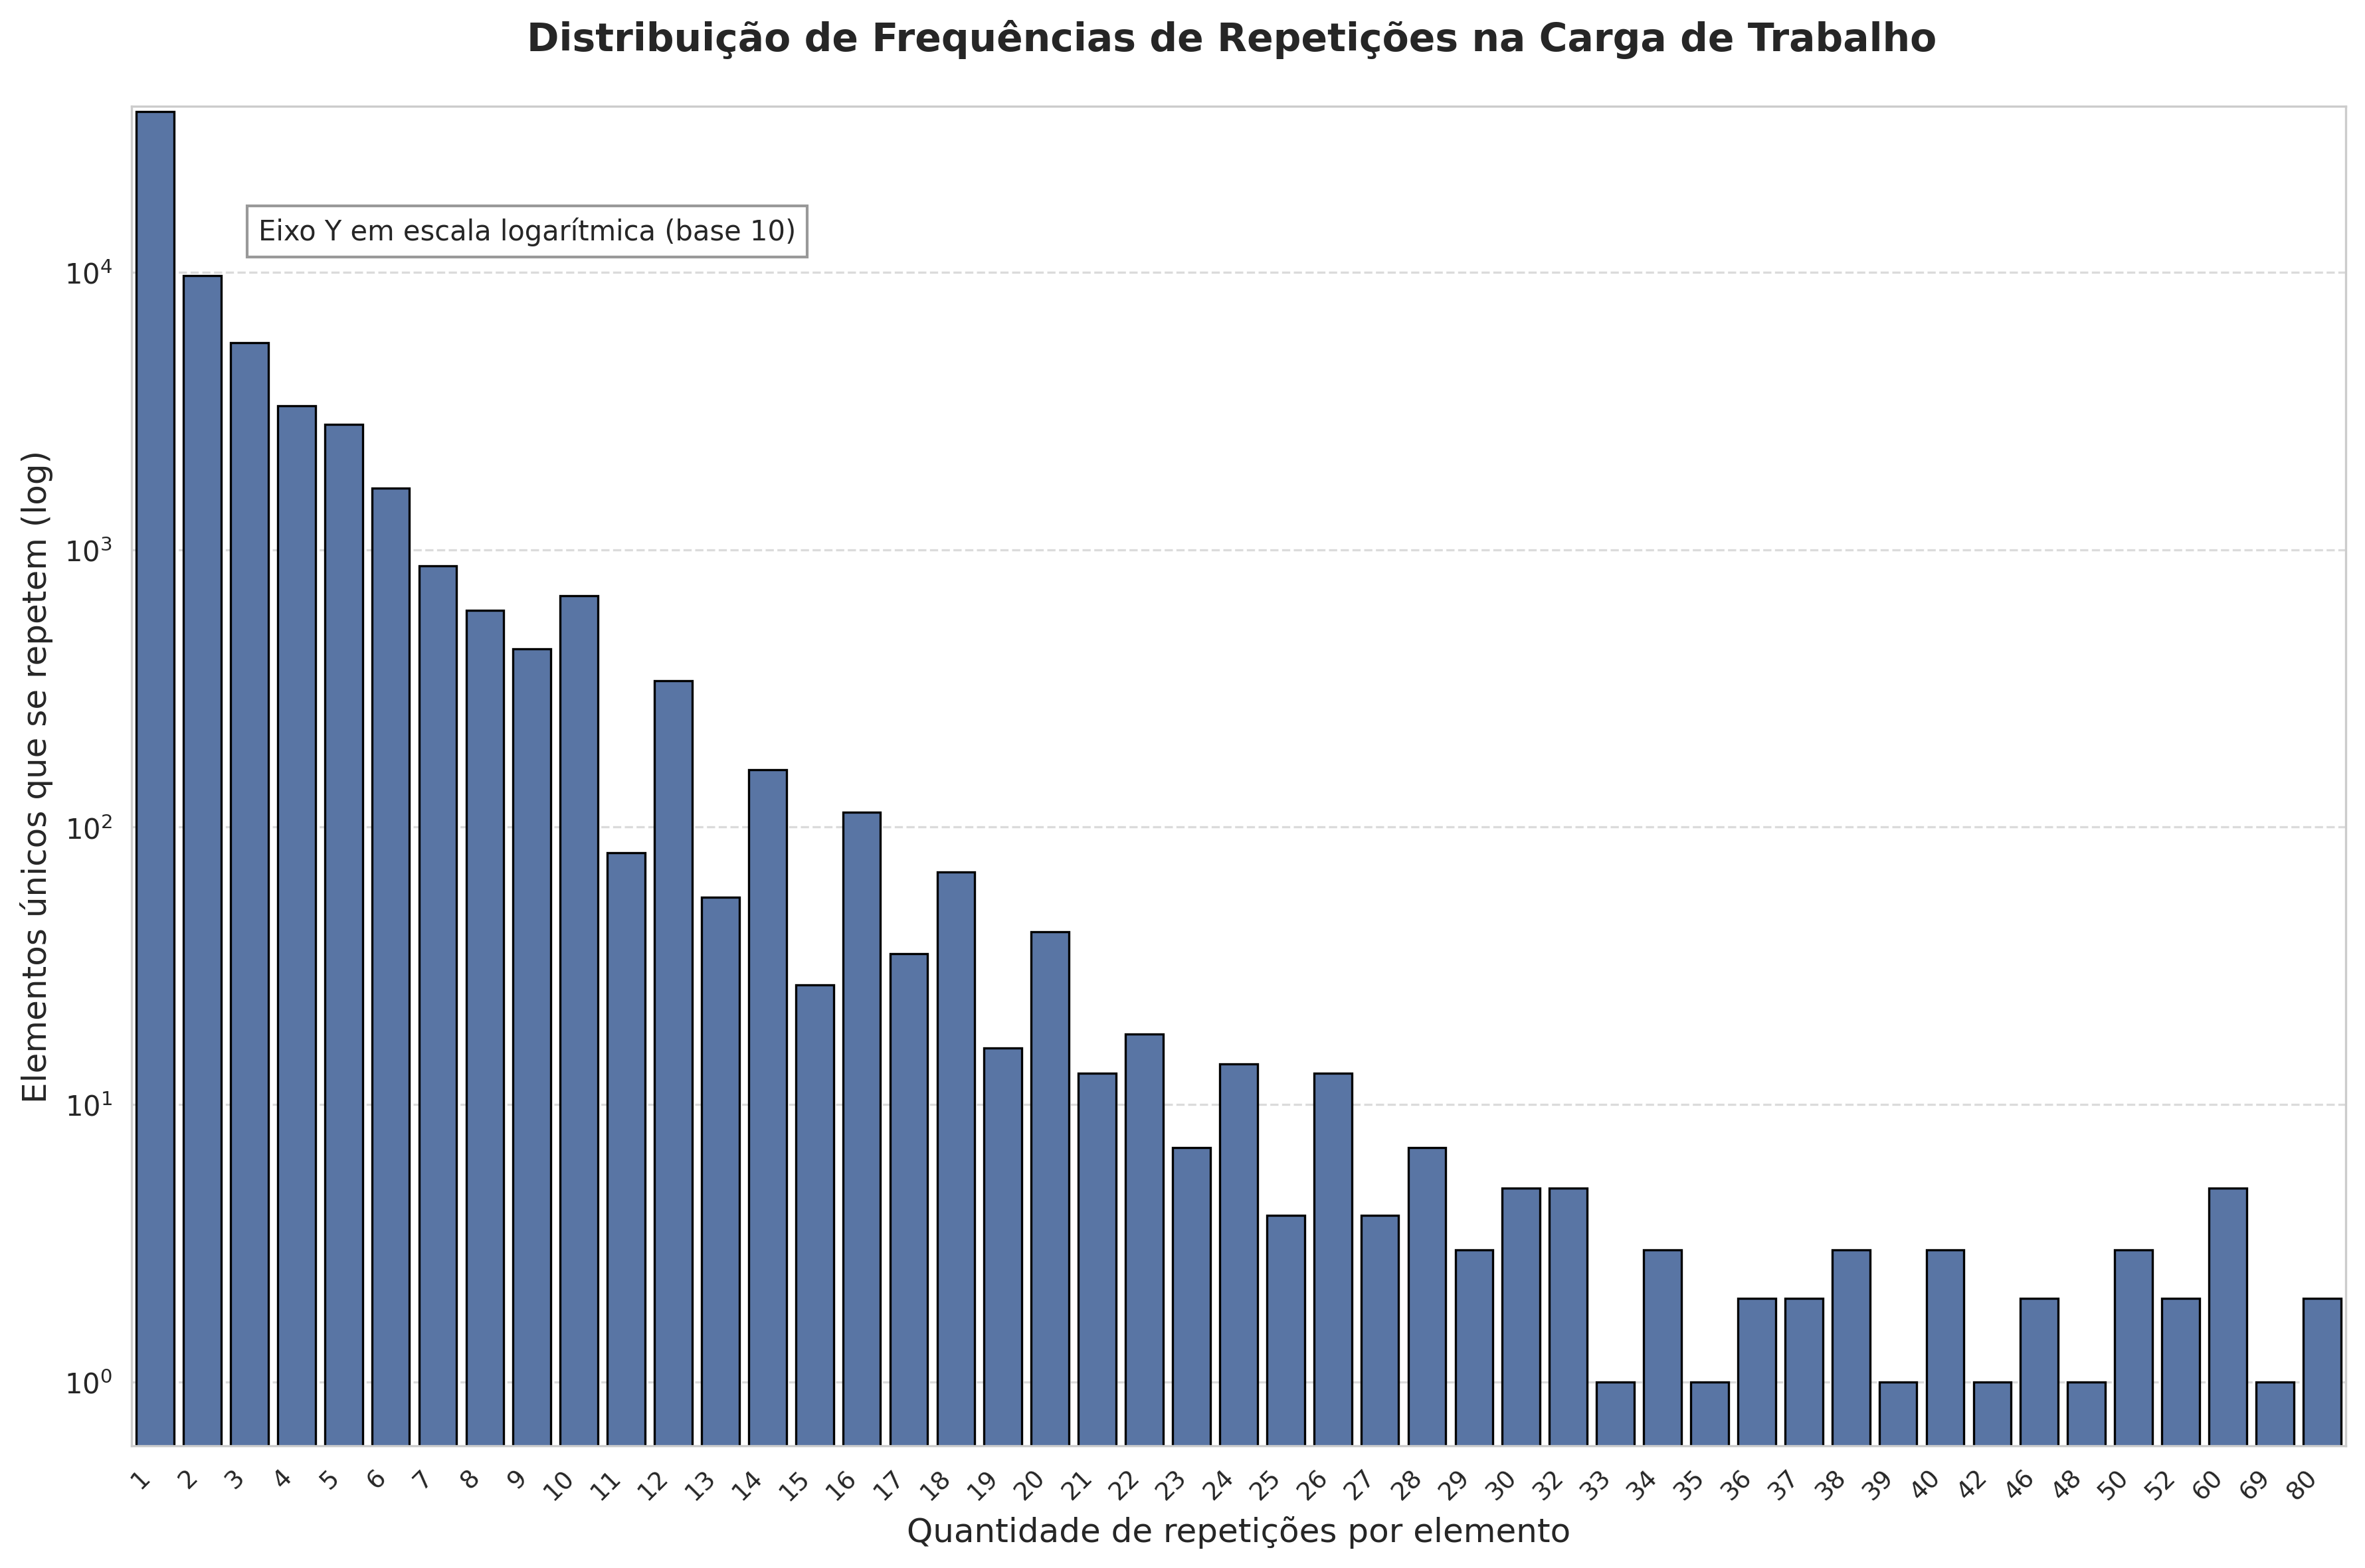 Distribuição de Frequências de Repetições na Carga de Trabalho
Eixo Y em escala logarítmica (base 10)
Elementos únicos que se repetem (log)
10⁴
10³
10²
10¹
10⁰
1 2 3 4 5 6 7 8 9 10 11 12 13 14 15 16 17 18 19 20 21 22 23 24 25 26 27 28 29 30 32 33 34 35 36 37 38 39 40 42 46 48 50 52 60 69 80
Quantidade de repetições por elemento